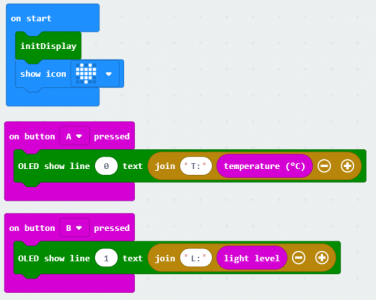 on start
initDisplay
show icon
on button A pressed
OLED show line 0 text join "T:" temperature (°C)
on button B pressed
OLED show line 1 text join "L:" light level